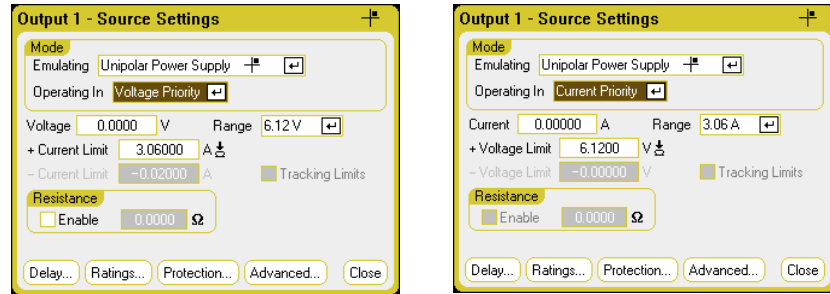 Output 1 - Source Settings
Mode
Emulating Unipolar Power Supply
Operating In Voltage Priority
Voltage 0.0000 V Range 6.12 V
+ Current Limit 3.06000 A
- Current Limit -0.02000 A Tracking Limits
Resistance
Enable 0.0000 Ω
Delay... Ratings... Protection... Advanced... Close
Output 1 - Source Settings
Mode
Emulating Unipolar Power Supply
Operating In Current Priority
Current 0.00000 A Range 3.06 A
+ Voltage Limit 6.1200 V
- Voltage Limit -0.00000 V Tracking Limits
Resistance
Enable 0.0000 Ω
Delay... Ratings... Protection... Advanced... Close